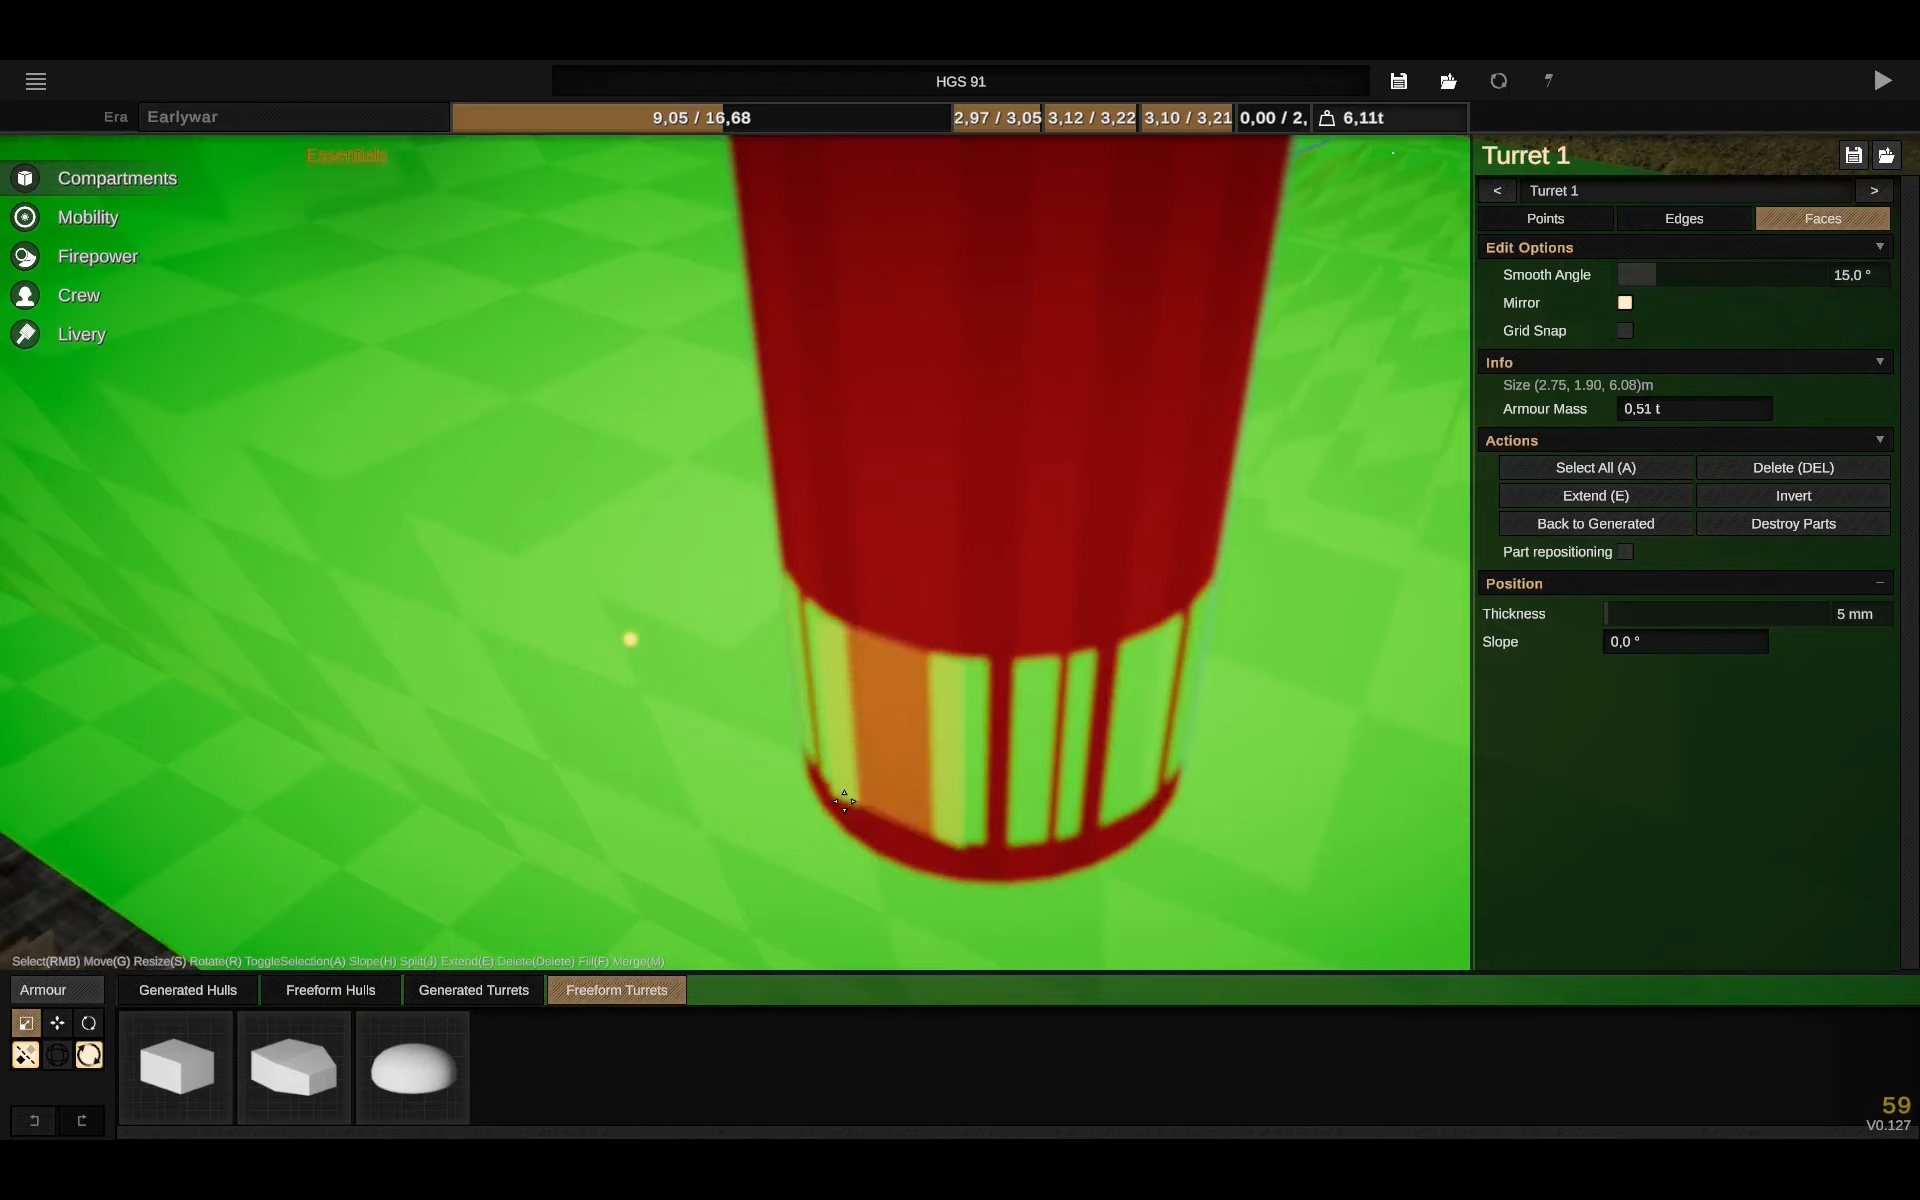 HGS 91
Era
Earlywar
9,05 / 16,68
2,97 / 3,05
3,12 / 3,22
3,10 / 3,21
0,00 / 2,
6,11t
Essentials
Compartments
Mobility
Firepower
Crew
Livery
Turret 1
<
Turret 1
>
Points
Edges
Faces
Edit Options
Smooth Angle
15,0 °
Mirror
Grid Snap
Info
Size (2.75, 1.90, 6.08)m
Armour Mass
0,51 t
Actions
Select All (A)
Delete (DEL)
Extend (E)
Invert
Back to Generated
Destroy Parts
Part repositioning
Position
Thickness
5 mm
Slope
0,0 °
Select(RMB) Move(G) Resize(S) Rotate(R) ToggleSelection(A) Slope(H) Split(J) Extend(E) Delete(Delete) Fill(F) Merge(M)
Armour
Generated Hulls
Freeform Hulls
Generated Turrets
Freeform Turrets
59
V0.127